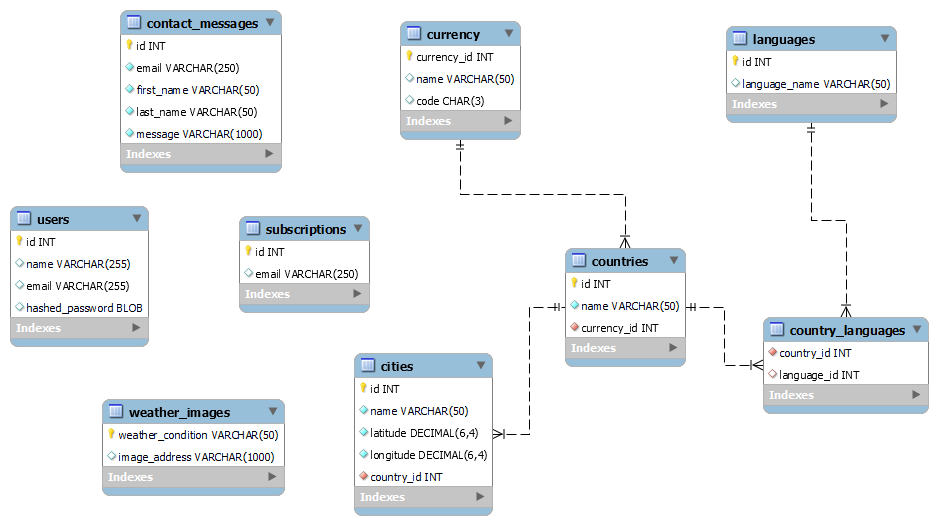 contact_messages
id INT
email VARCHAR(250)
first_name VARCHAR(50)
last_name VARCHAR(50)
message VARCHAR(1000)
Indexes
currency
currency_id INT
name VARCHAR(50)
code CHAR(3)
Indexes
languages
id INT
language_name VARCHAR(50)
Indexes
users
id INT
name VARCHAR(255)
email VARCHAR(255)
hashed_password BLOB
Indexes
subscriptions
id INT
email VARCHAR(250)
Indexes
countries
id INT
name VARCHAR(50)
currency_id INT
Indexes
country_languages
country_id INT
language_id INT
Indexes
cities
id INT
name VARCHAR(50)
latitude DECIMAL(6,4)
longitude DECIMAL(6,4)
country_id INT
Indexes
weather_images
weather_condition VARCHAR(50)
image_address VARCHAR(1000)
Indexes